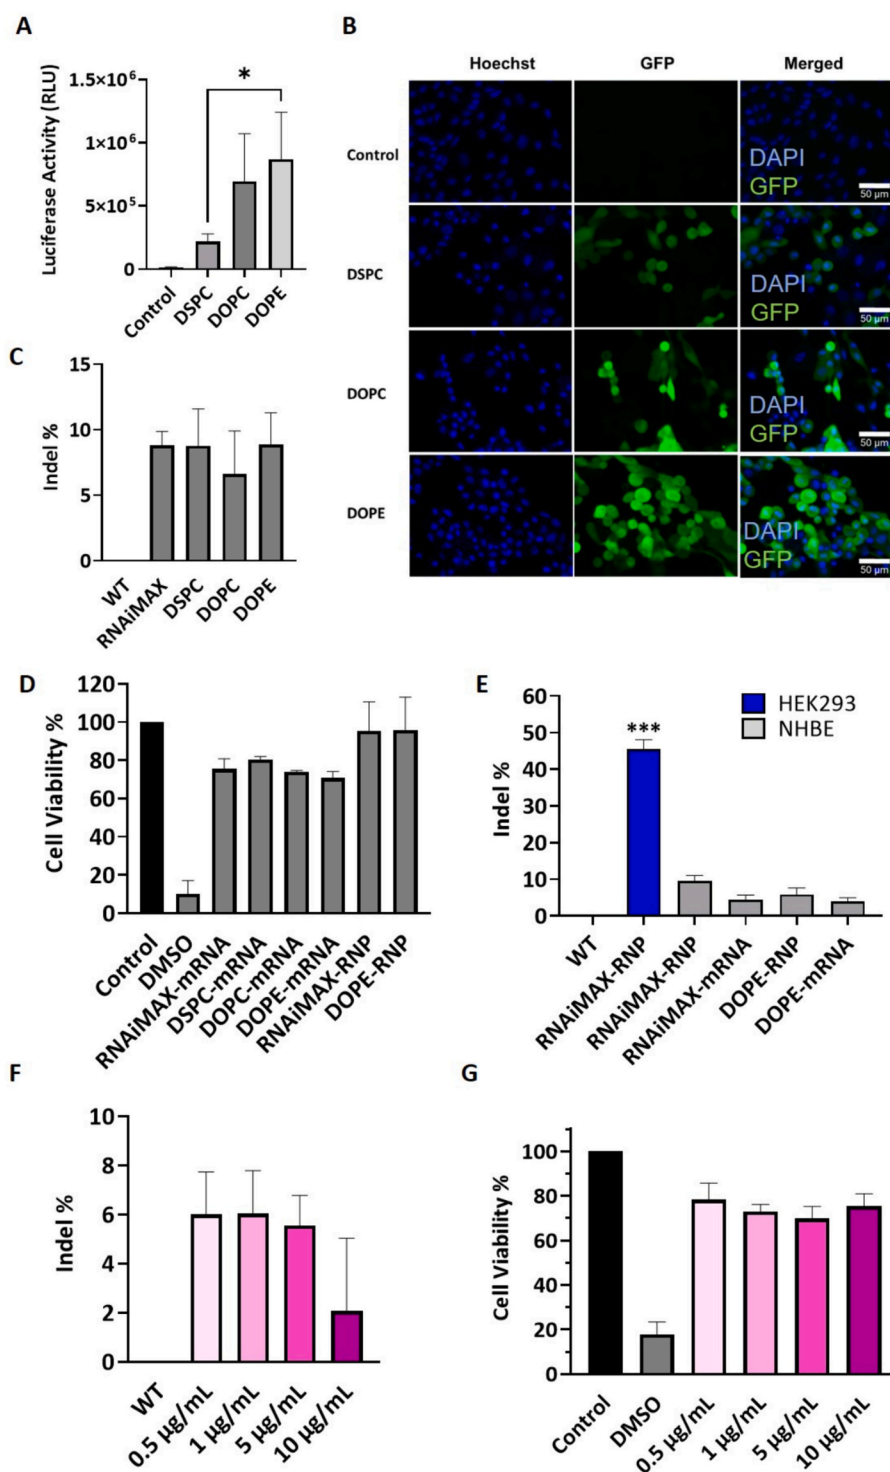 A
Luciferase Activity (RLU)
1.5×10⁶
1×10⁶
5×10⁵
0
*
Control
DSPC
DOPC
DOPE
B
Hoechst GFP Merged
Control
DAPI
GFP
50 µm
DSPC
DAPI
GFP
50 µm
DOPC
DAPI
GFP
50 µm
DOPE
DAPI
GFP
50 µm
C
Indel %
15
10
5
0
WT
RNAiMAX
DSPC
DOPC
DOPE
D
Cell Viability %
120
100
80
60
40
20
0
Control
DMSO
RNAiMAX-mRNA
DSPC-mRNA
DOPC-mRNA
DOPE-mRNA
RNAiMAX-RNP
DOPE-RNP
E
Indel %
60
50
40
30
20
10
0
***
HEK293
NHBE
WT
RNAiMAX-RNP
RNAiMAX-RNP
RNAiMAX-mRNA
DOPE-RNP
DOPE-mRNA
F
Indel %
10
8
6
4
2
0
WT
0.5 µg/mL
1 µg/mL
5 µg/mL
10 µg/mL
G
Cell Viability %
100
80
60
40
20
0
Control
DMSO
0.5 µg/mL
1 µg/mL
5 µg/mL
10 µg/mL